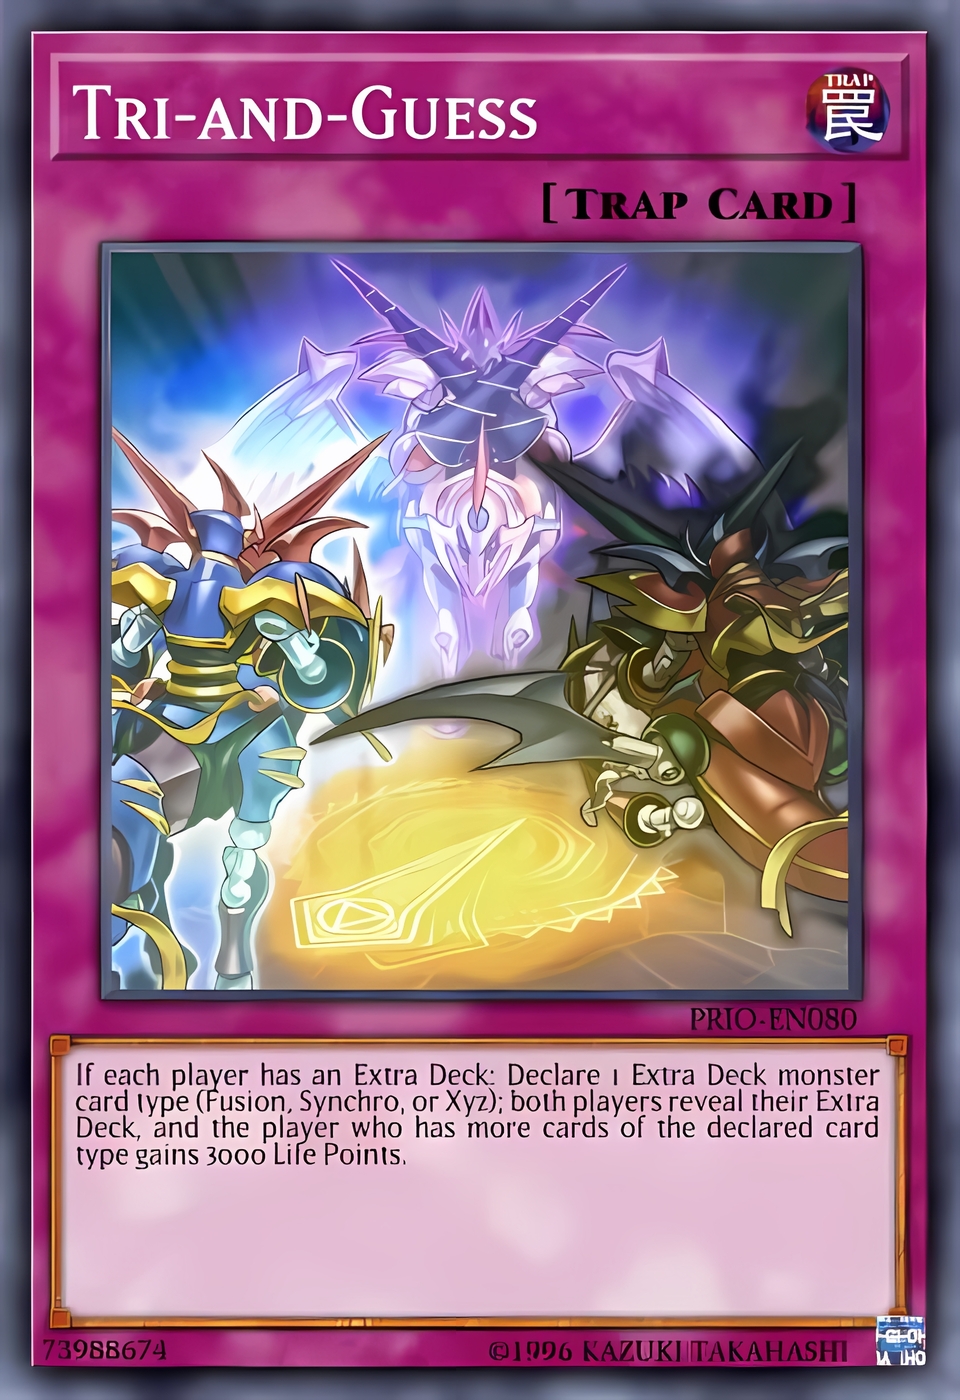 Tri-and-Guess
TRAP
罠
[Trap Card]
PRIO-EN080
If each player has an Extra Deck: Declare 1 Extra Deck monster
card type (Fusion, Synchro, or Xyz); both players reveal their Extra
Deck, and the player who has more cards of the declared card
type gains 3000 Life Points.
73988674
©1996 KAZUKI TAKAHASHI